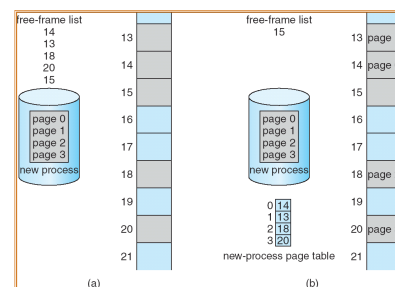 free-frame list
14
13
18
20
15
page 0
page 1
page 2
page 3
new process
13
14
15
16
17
18
19
20
21
(a)
free-frame list
15
page 0
page 1
page 2
page 3
new process
0 14
1 13
2 18
3 20
new-process page table
13 page
14 page
15
16
17
18 page
19
20 page
21
(b)